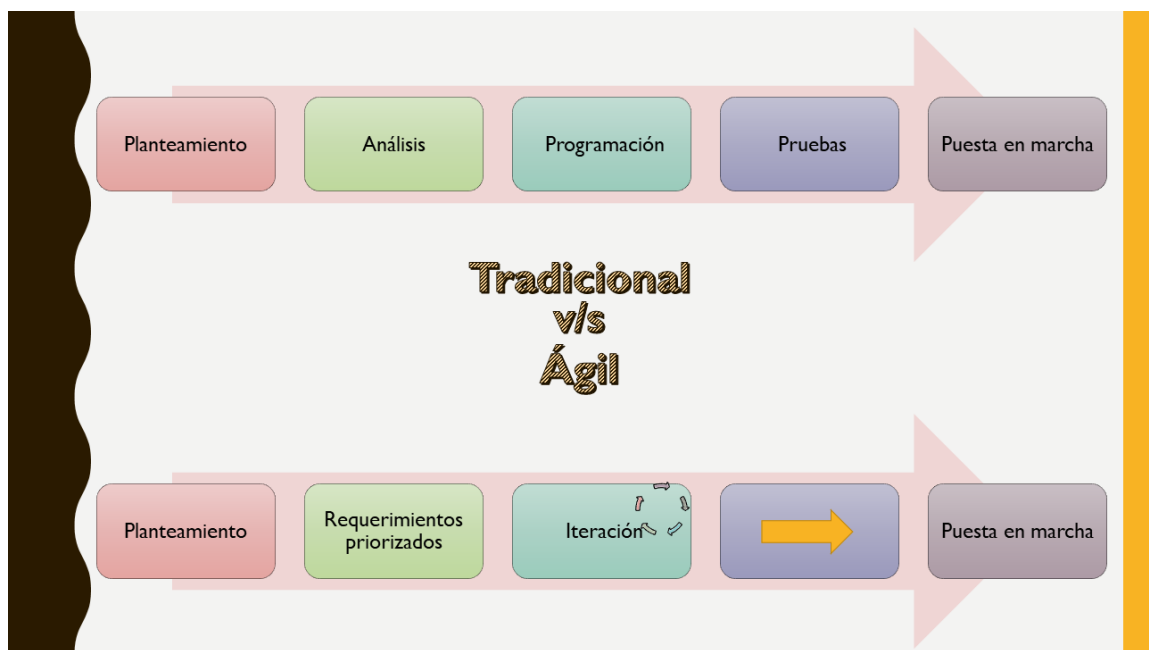 Planteamiento
Análisis
Programación
Pruebas
Puesta en marcha
Tradicional
v/s
Ágil
Planteamiento
Requerimientos
priorizados
Iteración
Puesta en marcha